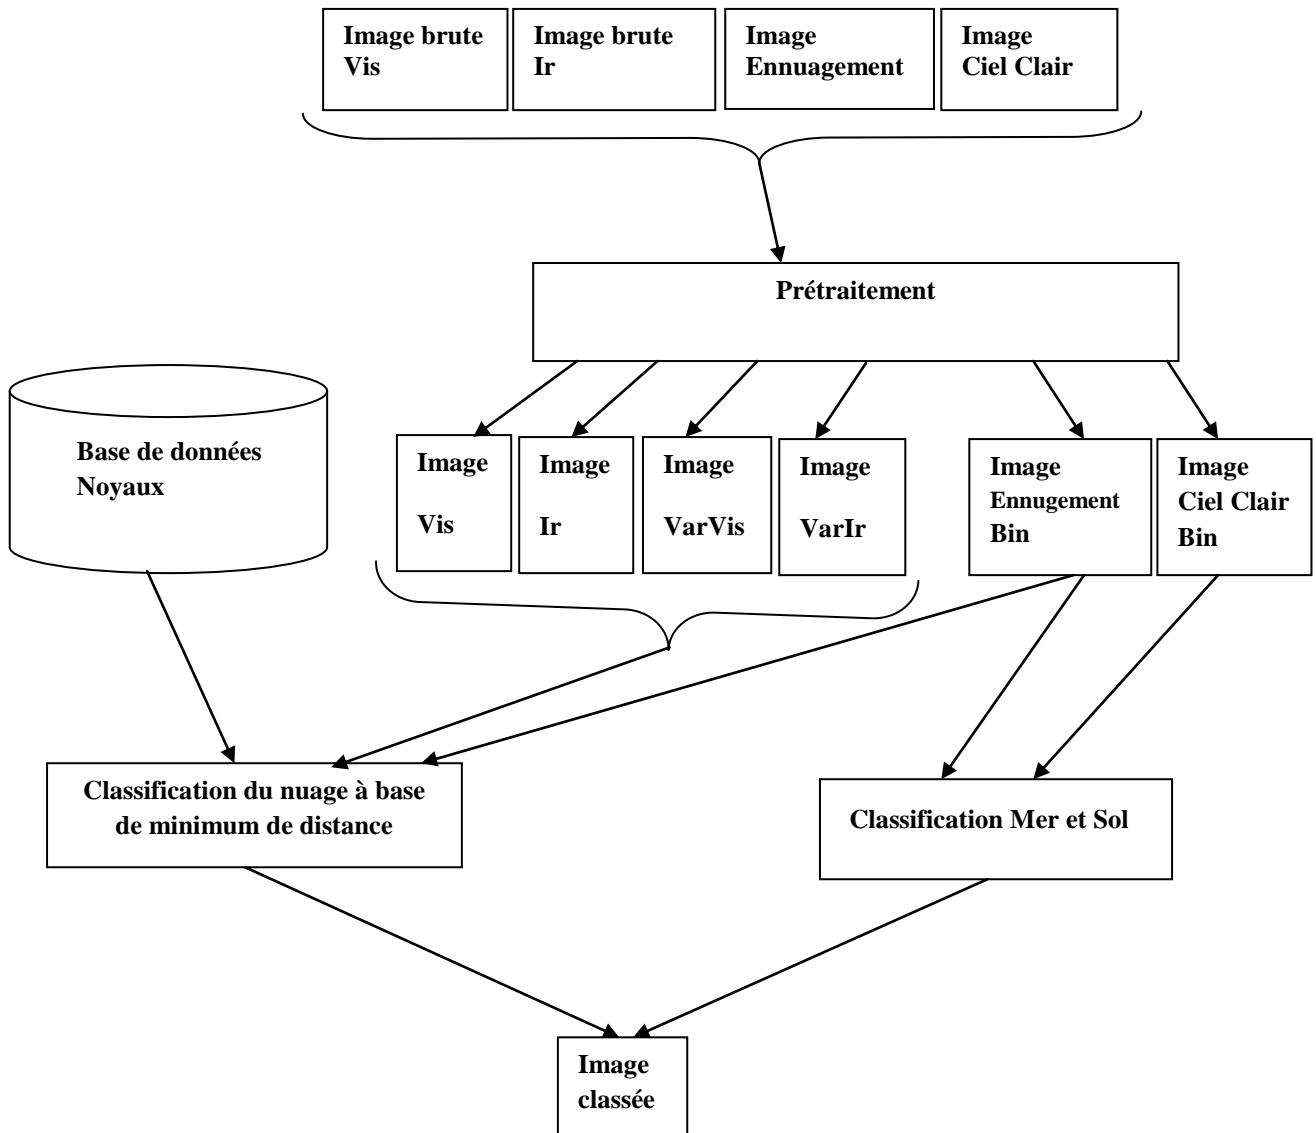 Image brute
Vis
Image brute
Ir
Image
Ennuagement
Image
Ciel Clair
Prétraitement
Base de données
Noyaux
Image
Vis
Image
Ir
Image
VarVis
Image
VarIr
Image
Ennugement
Bin
Image
Ciel Clair
Bin
Classification du nuage à base
de minimum de distance
Classification Mer et Sol
Image
classée